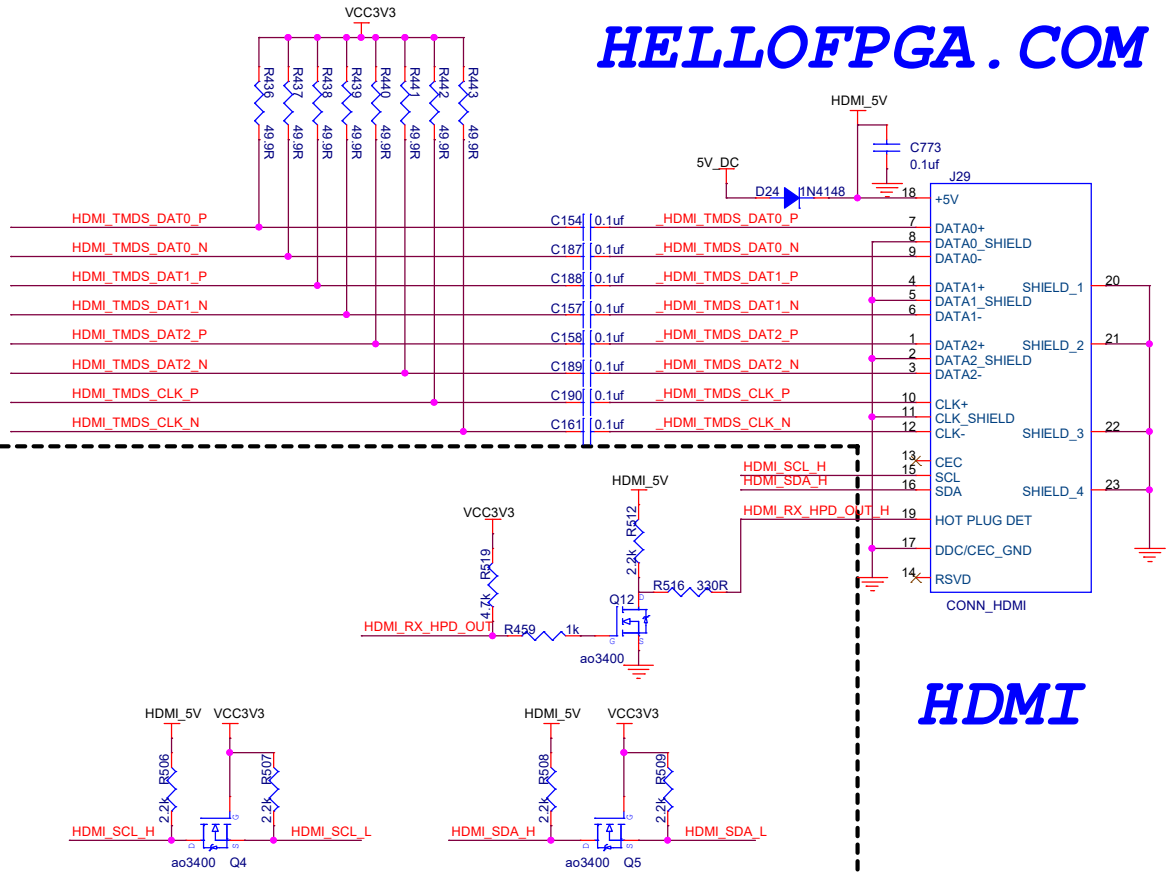 HELLOFPGA.COM
VCC3V3
R436 R437 R438 R439 R440 R441 R442 R443
49.9R 49.9R 49.9R 49.9R 49.9R 49.9R 49.9R 49.9R
HDMI_5V
C773
0.1uf
5V_DC
D24 1N4148
J29
18 +5V
HDMI_TMDS_DAT0_P C154 0.1uf _HDMI_TMDS_DAT0_P 7 DATA0+
8 DATA0_SHIELD
HDMI_TMDS_DAT0_N C187 0.1uf _HDMI_TMDS_DAT0_N 9 DATA0-
HDMI_TMDS_DAT1_P C188 0.1uf _HDMI_TMDS_DAT1_P 4 DATA1+ SHIELD_1 20
5 DATA1_SHIELD
HDMI_TMDS_DAT1_N C157 0.1uf _HDMI_TMDS_DAT1_N 6 DATA1-
HDMI_TMDS_DAT2_P C158 0.1uf _HDMI_TMDS_DAT2_P 1 DATA2+ SHIELD_2 21
2 DATA2_SHIELD
HDMI_TMDS_DAT2_N C189 0.1uf _HDMI_TMDS_DAT2_N 3 DATA2-
HDMI_TMDS_CLK_P C190 0.1uf _HDMI_TMDS_CLK_P 10 CLK+
11 CLK_SHIELD
HDMI_TMDS_CLK_N C161 0.1uf _HDMI_TMDS_CLK_N 12 CLK- SHIELD_3 22
13 CEC
HDMI_SCL_H 15 SCL
HDMI_SDA_H 16 SDA SHIELD_4 23
HDMI_RX_HPD_OUT_H 19 HOT PLUG DET
17 DDC/CEC_GND
14 RSVD
CONN_HDMI
HDMI_5V
R512
2.2k
VCC3V3
R519
4.7k
R516 330R
Q12
D
G
S
HDMI_RX_HPD_OUT R459 1k
ao3400
HDMI
HDMI_5V VCC3V3
R506 R507
2.2k 2.2k
G
HDMI_SCL_H D S HDMI_SCL_L
ao3400 Q4
HDMI_5V VCC3V3
R508 R509
2.2k 2.2k
G
HDMI_SDA_H D S HDMI_SDA_L
ao3400 Q5